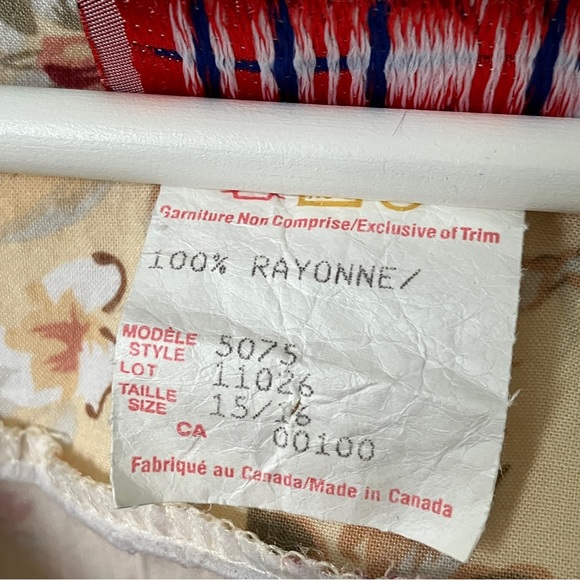 Garniture Non Comprise/Exclusive of Trim
100% RAYONNE/
MODÈLE
STYLE 5075
LOT 11026
TAILLE
SIZE 15/16
CA 00100
Fabriqué au Canada/Made in Canada